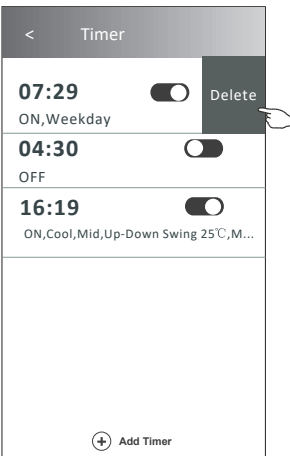 < Timer
07:29
Delete
ON,Weekday
04:30
OFF
16:19
ON,Cool,Mid,Up-Down Swing 25℃,M...
+ Add Timer